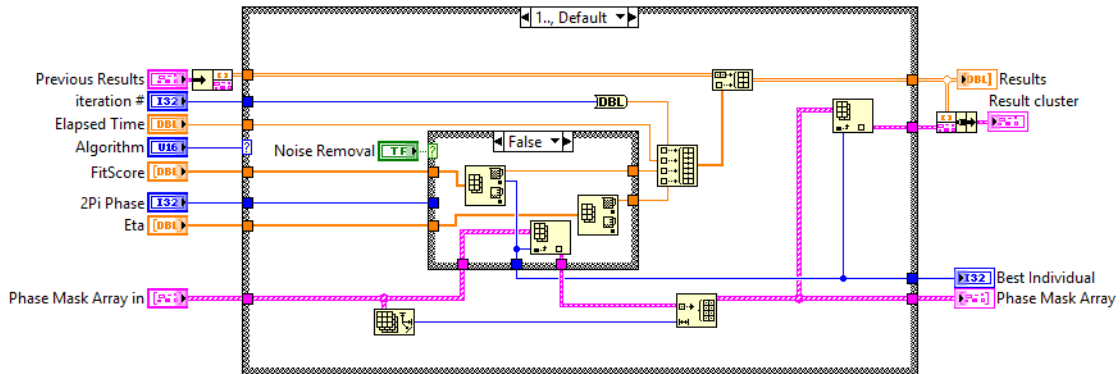 1.., Default
Previous Results
Results
iteration #
I32
DBL
DBL]
Result cluster
Elapsed Time
DBL
Algorithm
U16
?
Noise Removal
TF
?
False
FitScore
[DBL]
2Pi Phase
I32
Eta
[DBL]
I32
Best Individual
Phase Mask Array in
Phase Mask Array